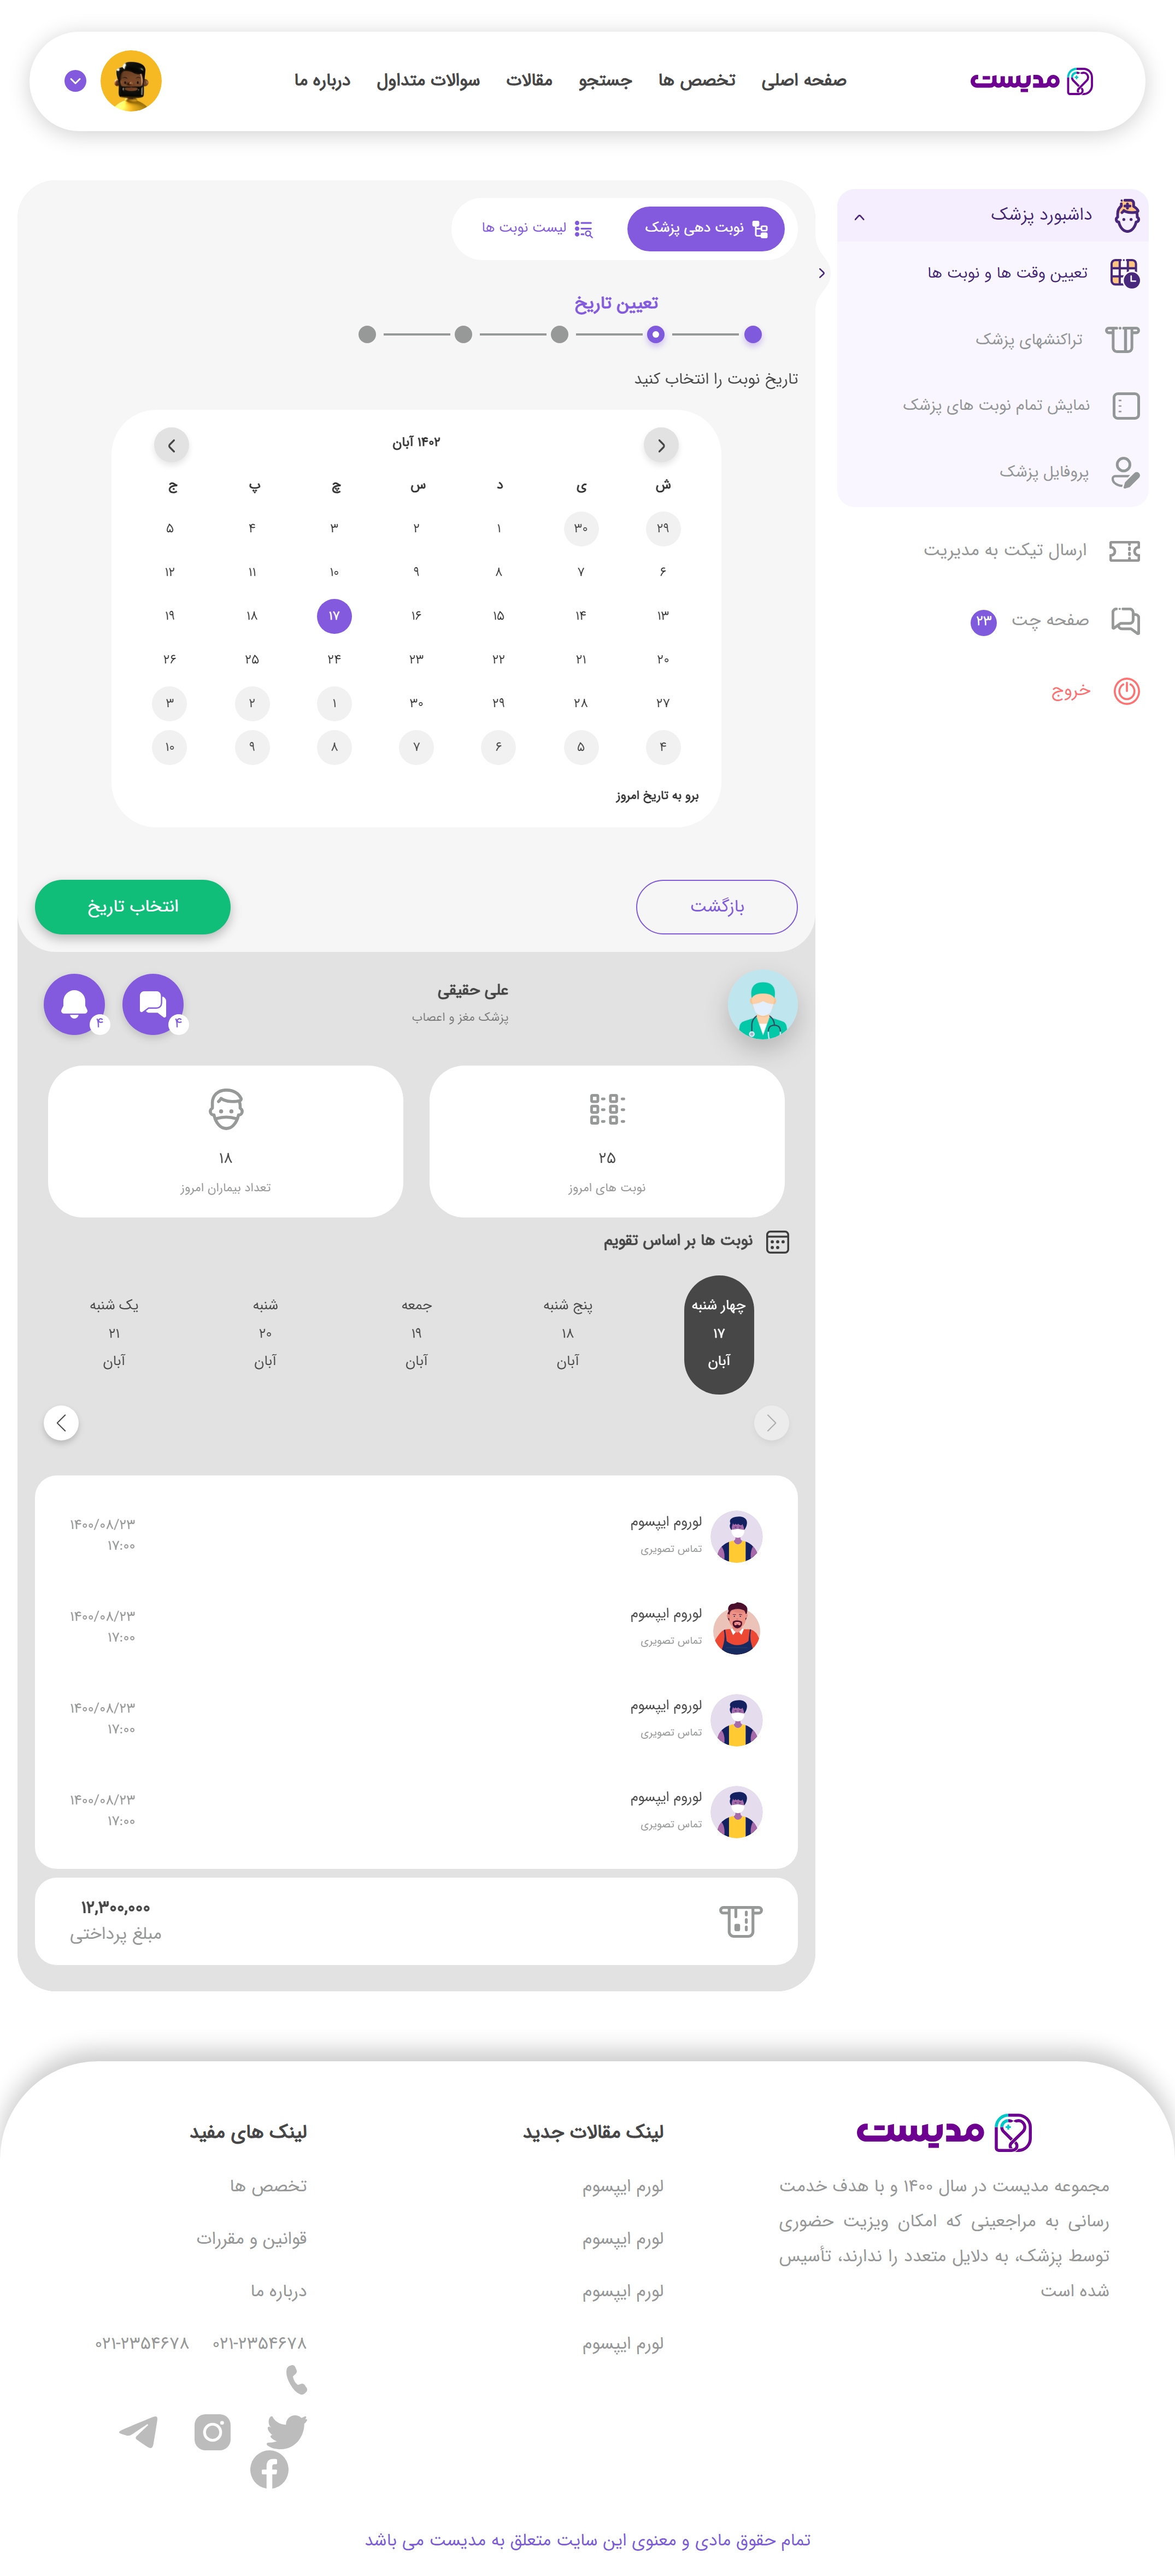 مدیست
صفحه اصلی
تخصص ها
جستجو
مقالات
سوالات متداول
درباره ما
داشبورد پزشک
تعیین وقت ها و نوبت ها
تراکنشهای پزشک
نمایش تمام نوبت های پزشک
پروفایل پزشک
ارسال تیکت به مدیریت
صفحه چت ۲۳
خروج
نوبت دهی پزشک
لیست نوبت ها
تعیین تاریخ
تاریخ نوبت را انتخاب کنید
۱۴۰۲ آبان
ش ی د س چ پ ج
۲۹ ۳۰ ۱ ۲ ۳ ۴ ۵
۶ ۷ ۸ ۹ ۱۰ ۱۱ ۱۲
۱۳ ۱۴ ۱۵ ۱۶ ۱۷ ۱۸ ۱۹
۲۰ ۲۱ ۲۲ ۲۳ ۲۴ ۲۵ ۲۶
۲۷ ۲۸ ۲۹ ۳۰ ۱ ۲ ۳
۴ ۵ ۶ ۷ ۸ ۹ ۱۰
برو به تاریخ امروز
بازگشت
انتخاب تاریخ
علی حقیقی
پزشک مغز و اعصاب
۴
۴
۲۵
نوبت های امروز
۱۸
تعداد بیماران امروز
نوبت ها بر اساس تقویم
چهار شنبه
۱۷
آبان
پنج شنبه
۱۸
آبان
جمعه
۱۹
آبان
شنبه
۲۰
آبان
یک شنبه
۲۱
آبان
لوروم ایپسوم
تماس تصویری
۱۴۰۰/۰۸/۲۳
۱۷:۰۰
لوروم ایپسوم
تماس تصویری
۱۴۰۰/۰۸/۲۳
۱۷:۰۰
لوروم ایپسوم
تماس تصویری
۱۴۰۰/۰۸/۲۳
۱۷:۰۰
لوروم ایپسوم
تماس تصویری
۱۴۰۰/۰۸/۲۳
۱۷:۰۰
۱۲,۳۰۰,۰۰۰
مبلغ پرداختی
مدیست
مجموعه مدیست در سال ۱۴۰۰ و با هدف خدمت
رسانی به مراجعینی که امکان ویزیت حضوری
توسط پزشک، به دلایل متعدد را ندارند، تأسیس
شده است
لینک مقالات جدید
لورم ایپسوم
لورم ایپسوم
لورم ایپسوم
لورم ایپسوم
لینک های مفید
تخصص ها
قوانین و مقررات
درباره ما
۰۲۱-۲۳۵۴۶۷۸
۰۲۱-۲۳۵۴۶۷۸
تمام حقوق مادی و معنوی این سایت متعلق به مدیست می باشد